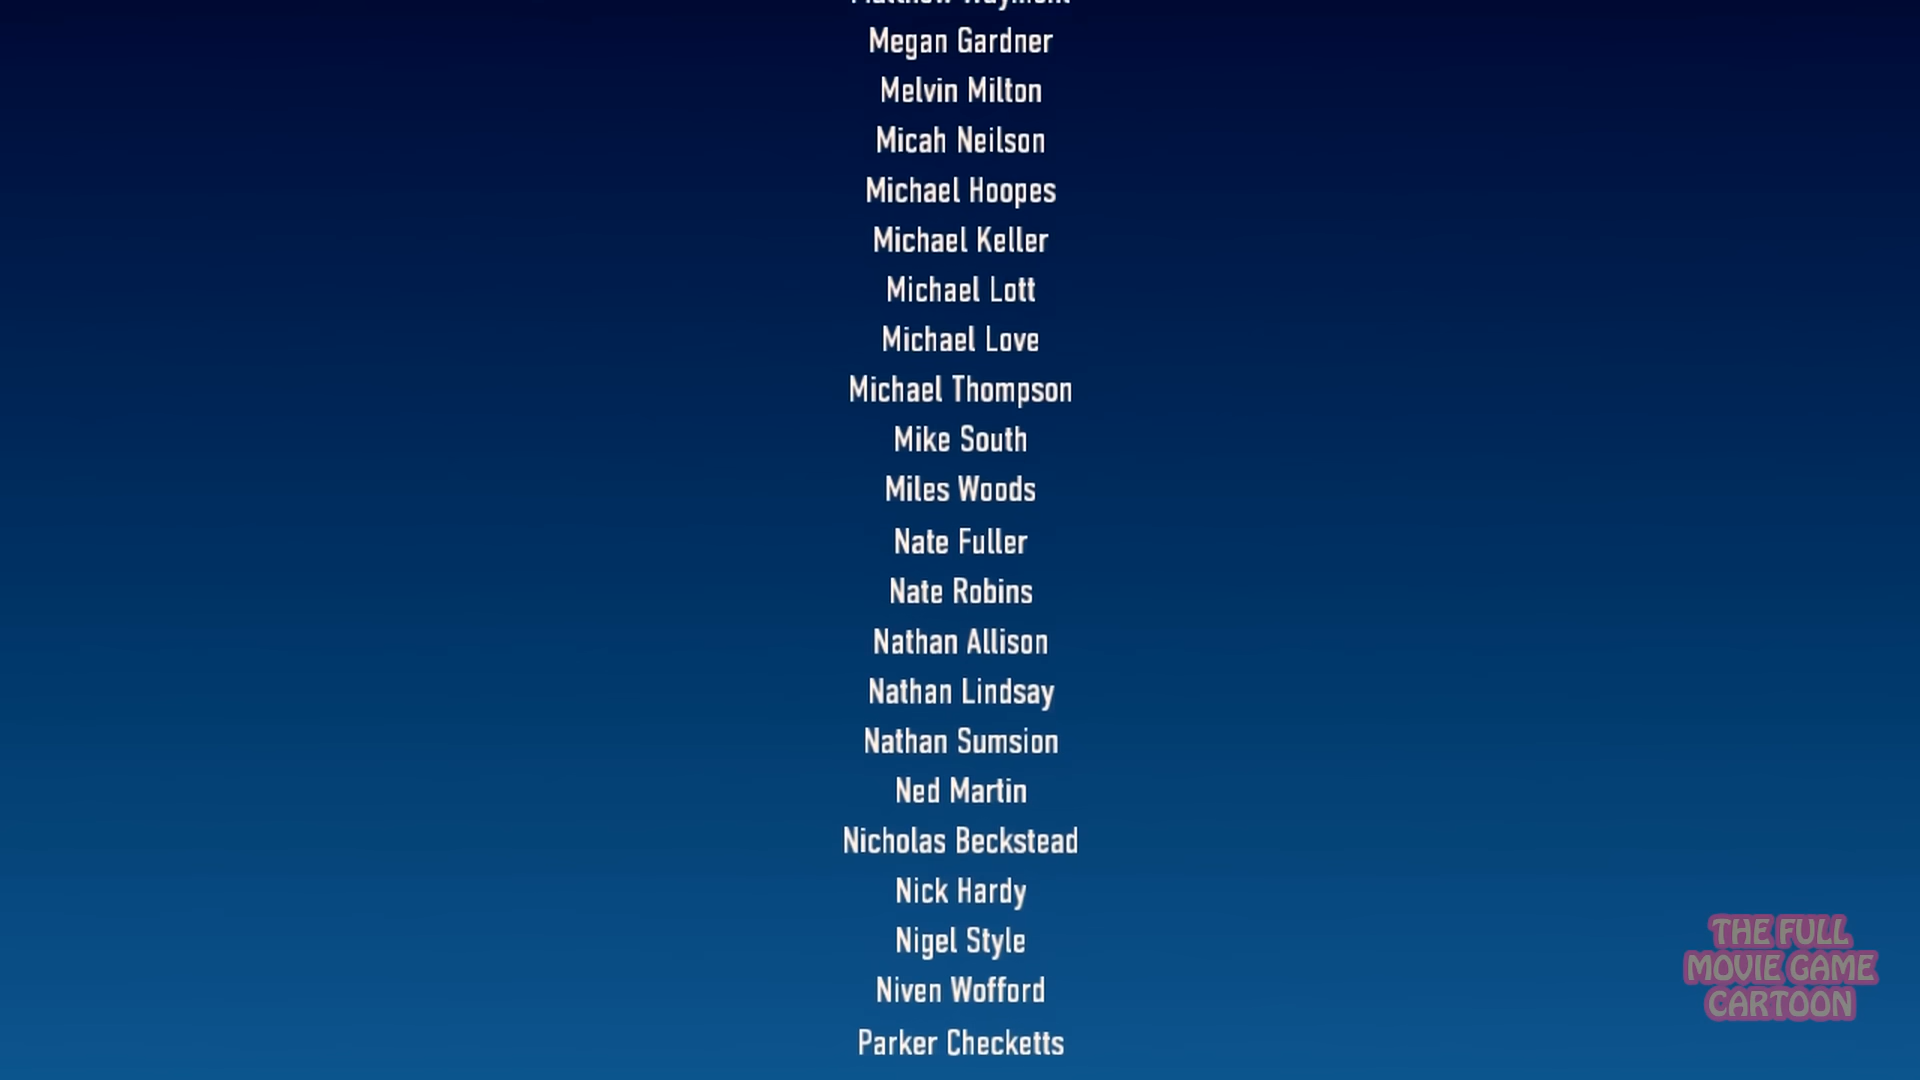 Megan Gardner
Melvin Milton
Micah Neilson
Michael Hoopes
Michael Keller
Michael Lott
Michael Love
Michael Thompson
Mike South
Miles Woods
Nate Fuller
Nate Robins
Nathan Allison
Nathan Lindsay
Nathan Sumsion
Ned Martin
Nicholas Beckstead
Nick Hardy
Nigel Style
Niven Wofford
Parker Checketts
THE FULL
MOVIE GAME
CARTOON